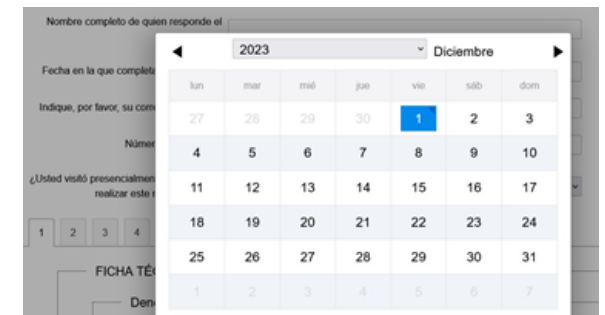 Nombre completo de quien responde el
2023 Diciembre
Fecha en la que completa
lun mar mié jue vie sáb dom
Indique, por favor, su corr
27 28 29 30 1 2 3
Númer
4 5 6 7 8 9 10
¿Usted visitó presencialmen
realizar este r
11 12 13 14 15 16 17
1 2 3 4
18 19 20 21 22 23 24
25 26 27 28 29 30 31
FICHA TÉ
1 2 3 4 5 6 7
Den